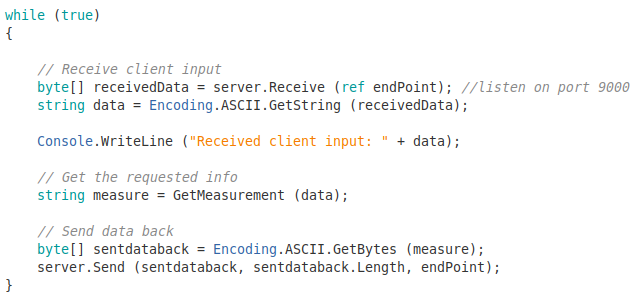 while (true)
{
// Receive client input
byte[] receivedData = server.Receive (ref endPoint); //listen on port 9000
string data = Encoding.ASCII.GetString (receivedData);
Console.WriteLine ("Received client input: " + data);
// Get the requested info
string measure = GetMeasurement (data);
// Send data back
byte[] sentdataback = Encoding.ASCII.GetBytes (measure);
server.Send (sentdataback, sentdataback.Length, endPoint);
}